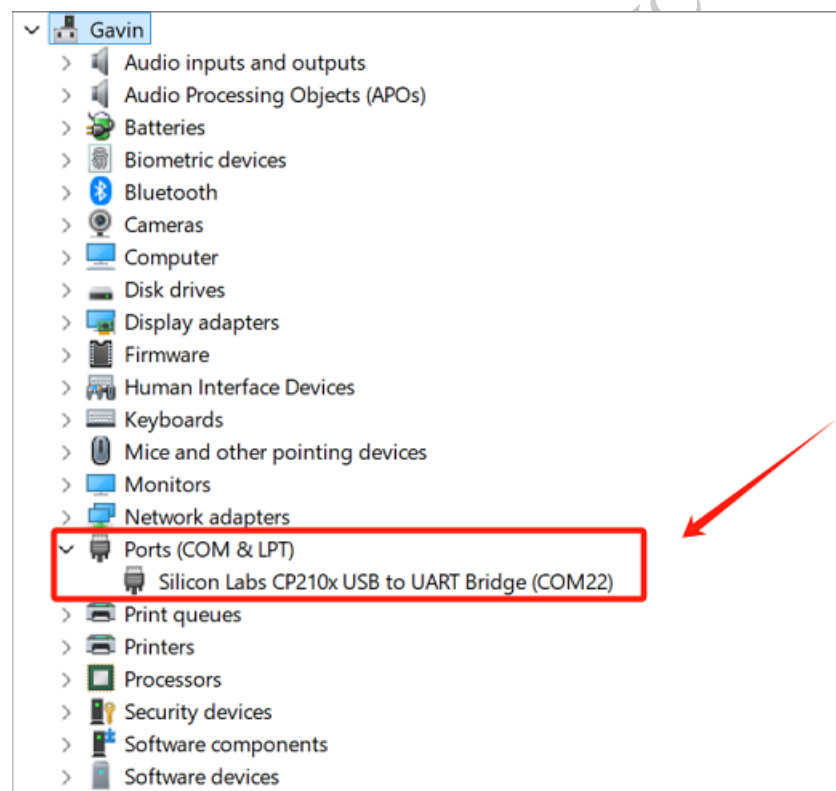 Gavin
Audio inputs and outputs
Audio Processing Objects (APOs)
Batteries
Biometric devices
Bluetooth
Cameras
Computer
Disk drives
Display adapters
Firmware
Human Interface Devices
Keyboards
Mice and other pointing devices
Monitors
Network adapters
Ports (COM & LPT)
Silicon Labs CP210x USB to UART Bridge (COM22)
Print queues
Printers
Processors
Security devices
Software components
Software devices